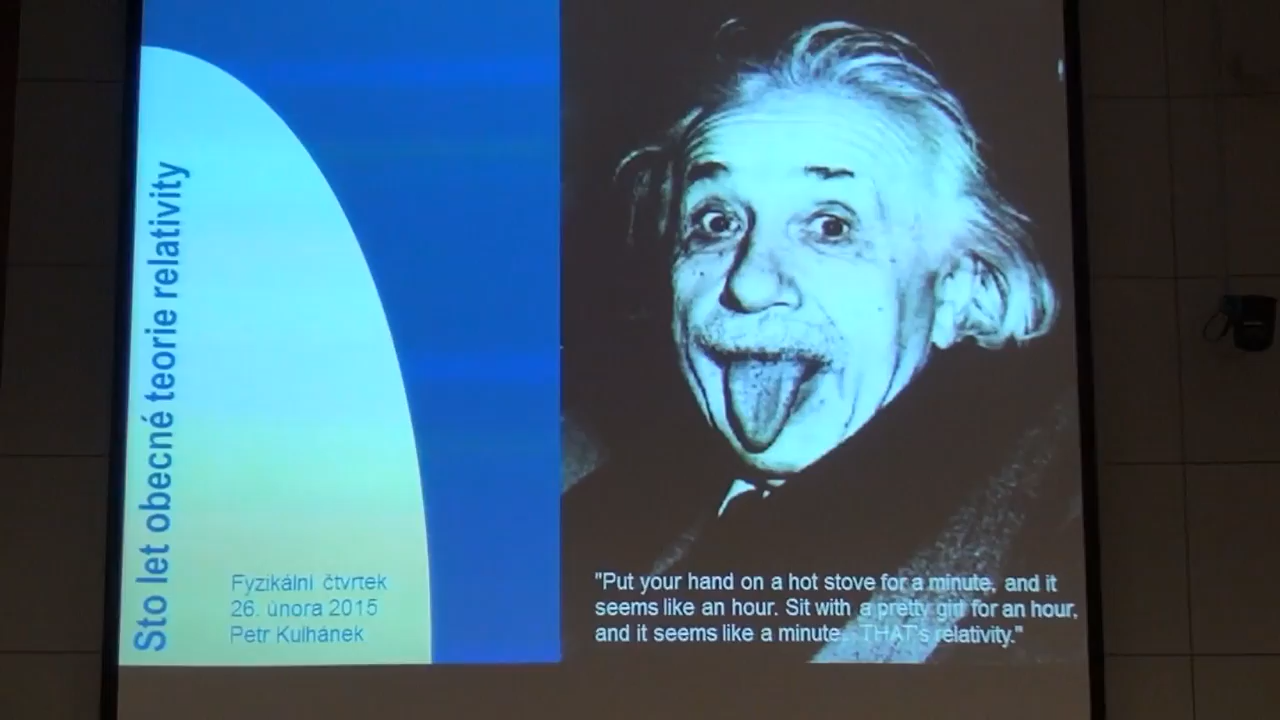 Sto let obecné teorie relativity
Fyzikální čtvrtek
26. února 2015
Petr Kulhánek
"Put your hand on a hot stove for a minute, and it
seems like an hour. Sit with a pretty girl for an hour,
and it seems like a minute. THAT's relativity."